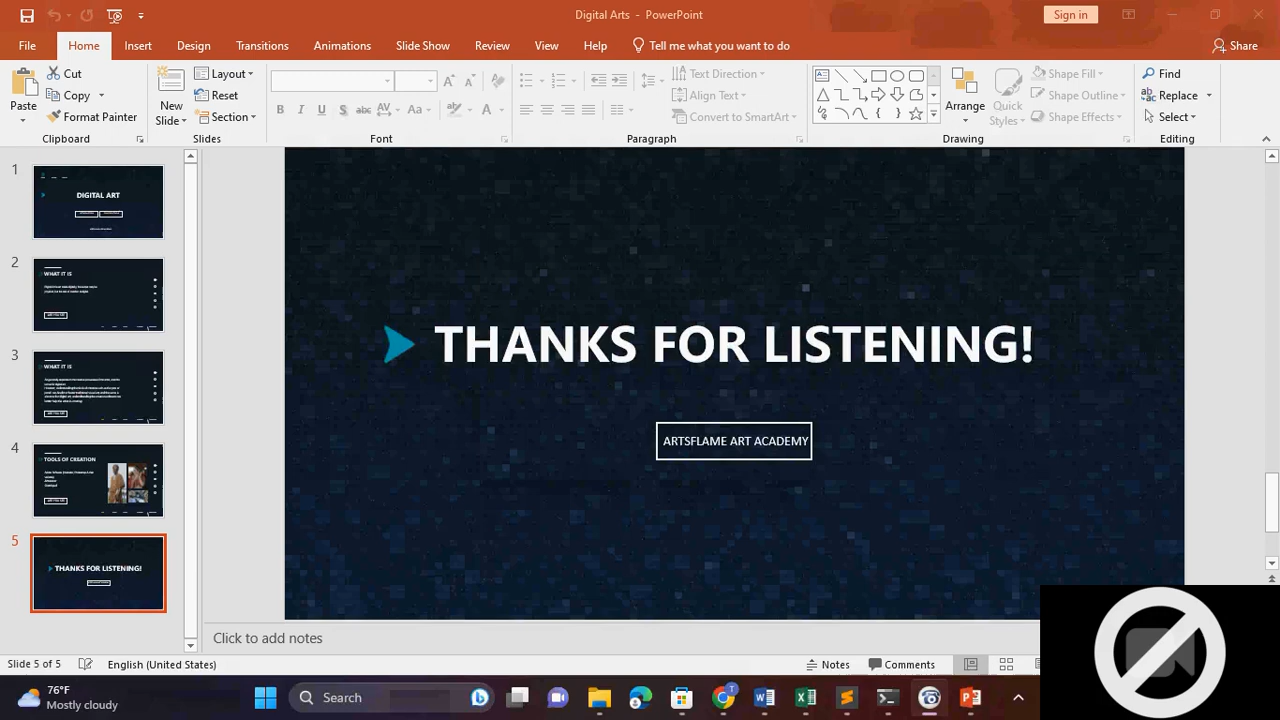 Digital Arts - PowerPoint
Sign in
File Home Insert Design Transitions Animations Slide Show Review View Help Tell me what you want to do Share
Paste
Cut
Copy
Format Painter
Clipboard
New Slide
Layout
Reset
Section
Slides
Font
Text Direction
Align Text
Convert to SmartArt
Paragraph
Arrange
Quick Styles
Shape Fill
Shape Outline
Shape Effects
Drawing
Find
Replace
Select
Editing
1
DIGITAL ART
2
WHAT IT IS
3
WHAT IT IS
4
TOOLS OF CREATION
5
THANKS FOR LISTENING!
THANKS FOR LISTENING!
ARTSFLAME ART ACADEMY
Click to add notes
Slide 5 of 5 English (United States) Notes Comments
76°F
Mostly cloudy
Search